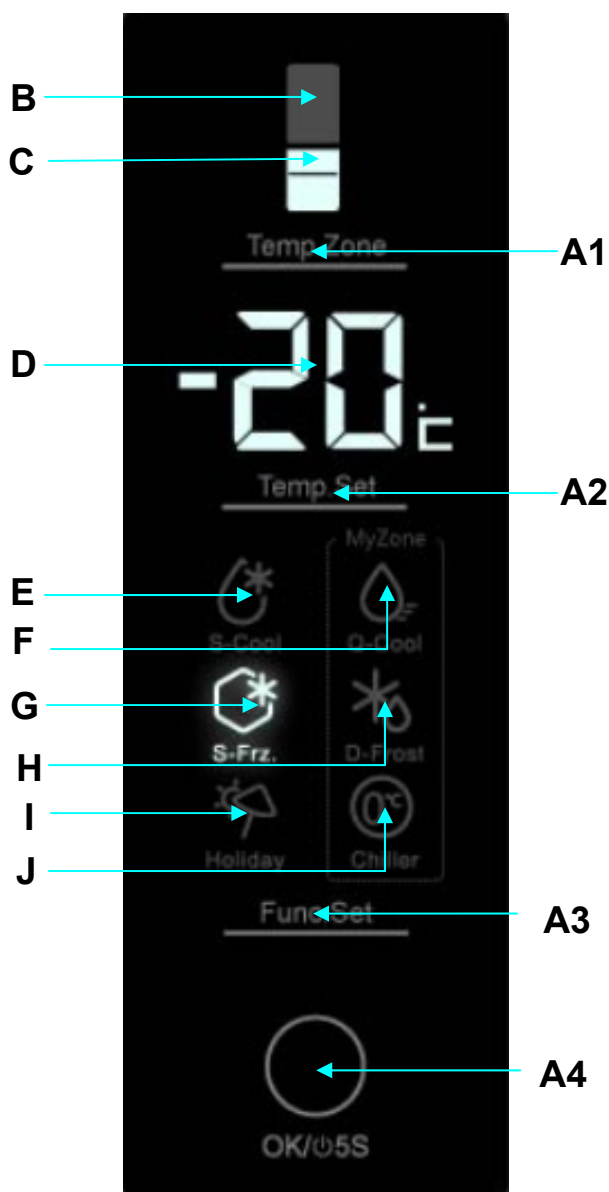 B
C
Temp.Zone
A1
D
-20°C
Temp.Set
A2
MyZone
E
S-Cool
F
Q-Cool
G
S-Frz.
H
D-Frost
I
0°C
Holiday
J
Chiller
Func.Set
A3
A4
OK/⏻5S